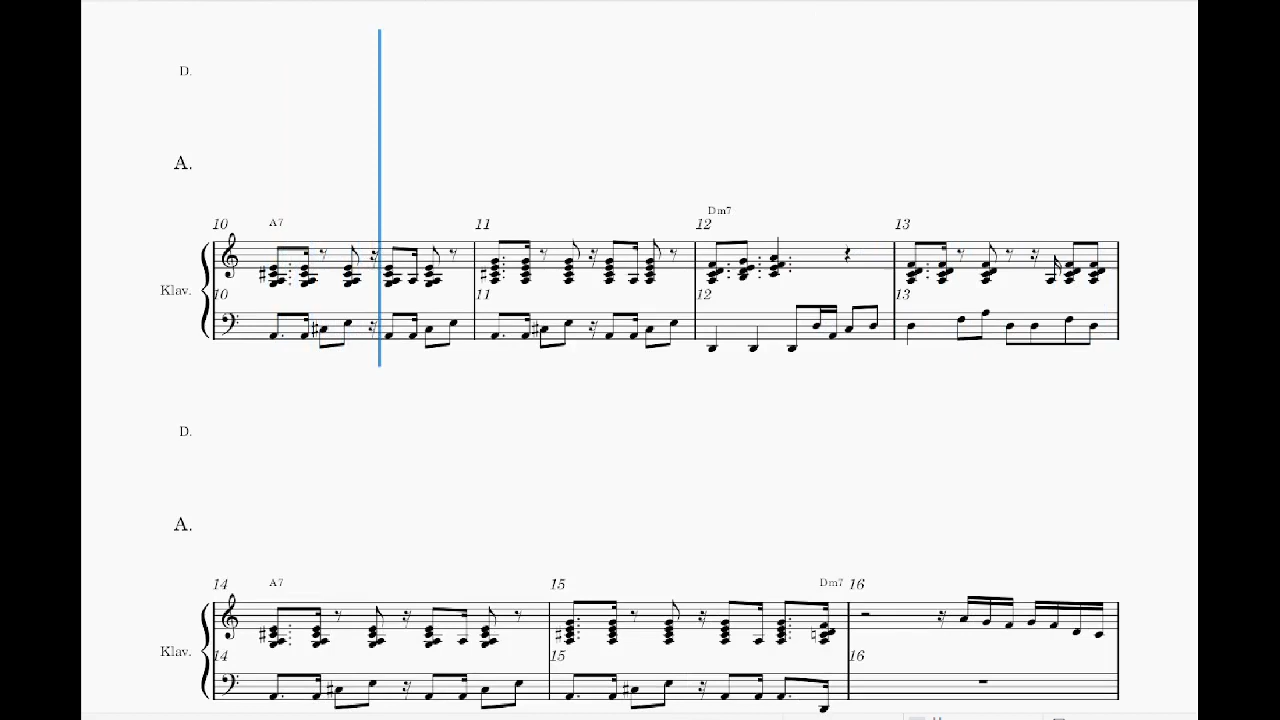 D.
A.
10 A7 11 12 Dm7 13
Klav.
10 11 12 13
D.
A.
14 A7 15 Dm7 16
Klav.
14 15 16